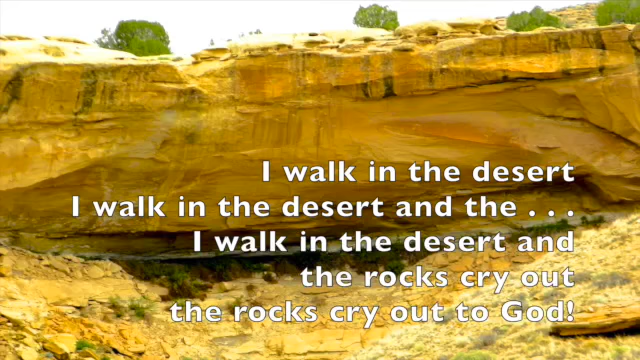 I walk in the desert
I walk in the desert and the . . .
I walk in the desert and
the rocks cry out
the rocks cry out to God!